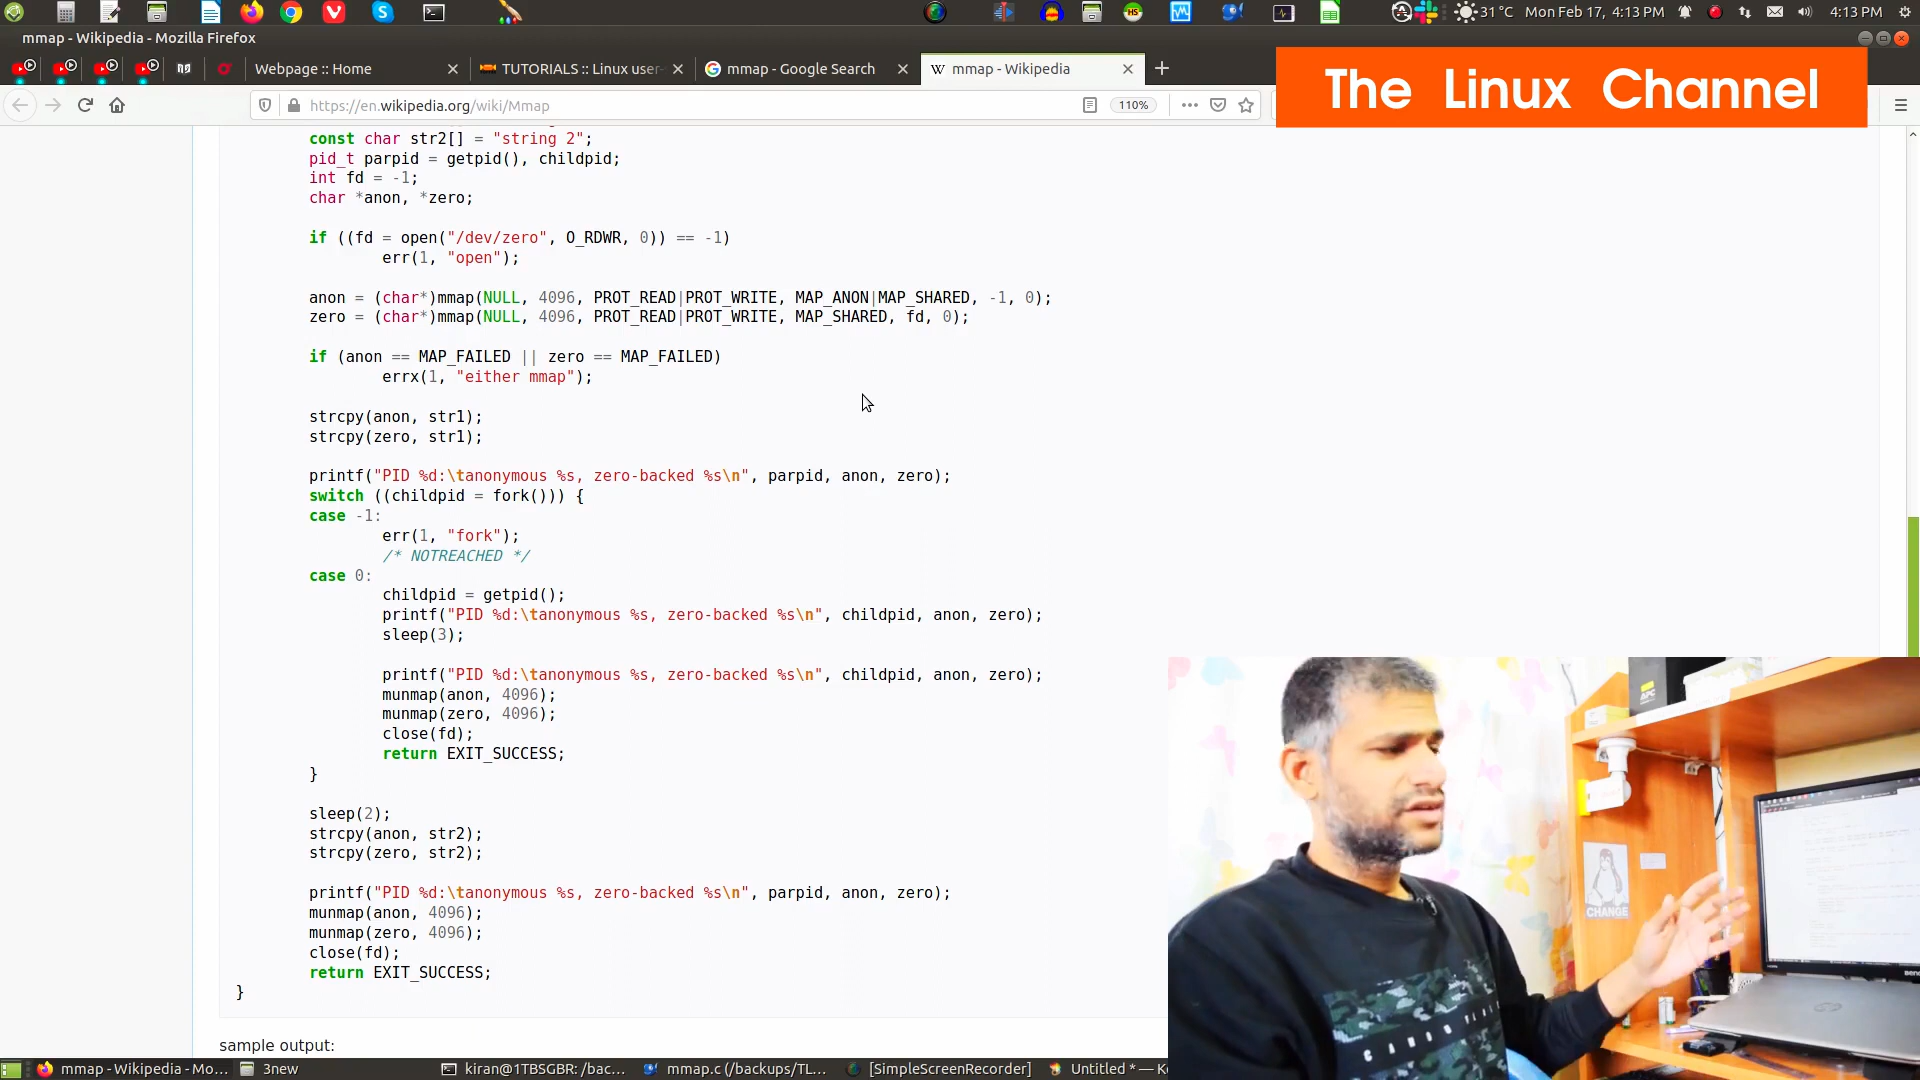 31 °C Mon Feb 17, 4:13 PM 4:13 PM
mmap - Wikipedia - Mozilla Firefox
Webpage :: Home
TUTORIALS :: Linux user-
mmap - Google Search
mmap - Wikipedia
The Linux Channel
https://en.wikipedia.org/wiki/Mmap
110%
const char str2[] = "string 2";
pid_t parpid = getpid(), childpid;
int fd = -1;
char *anon, *zero;
if ((fd = open("/dev/zero", O_RDWR, 0)) == -1)
err(1, "open");
anon = (char*)mmap(NULL, 4096, PROT_READ|PROT_WRITE, MAP_ANON|MAP_SHARED, -1, 0);
zero = (char*)mmap(NULL, 4096, PROT_READ|PROT_WRITE, MAP_SHARED, fd, 0);
if (anon == MAP_FAILED || zero == MAP_FAILED)
errx(1, "either mmap");
strcpy(anon, str1);
strcpy(zero, str1);
printf("PID %d:\tanonymous %s, zero-backed %s\n", parpid, anon, zero);
switch ((childpid = fork())) {
case -1:
err(1, "fork");
/* NOTREACHED */
case 0:
childpid = getpid();
printf("PID %d:\tanonymous %s, zero-backed %s\n", childpid, anon, zero);
sleep(3);
printf("PID %d:\tanonymous %s, zero-backed %s\n", childpid, anon, zero);
munmap(anon, 4096);
munmap(zero, 4096);
close(fd);
return EXIT_SUCCESS;
}
sleep(2);
strcpy(anon, str2);
strcpy(zero, str2);
printf("PID %d:\tanonymous %s, zero-backed %s\n", parpid, anon, zero);
munmap(anon, 4096);
munmap(zero, 4096);
close(fd);
return EXIT_SUCCESS;
}
sample output:
APC
CHANGE
mmap - Wikipedia - Mo...
3new
kiran@1TBSGBR: /bac...
mmap.c (/backups/TL...
[SimpleScreenRecorder]
Untitled * —